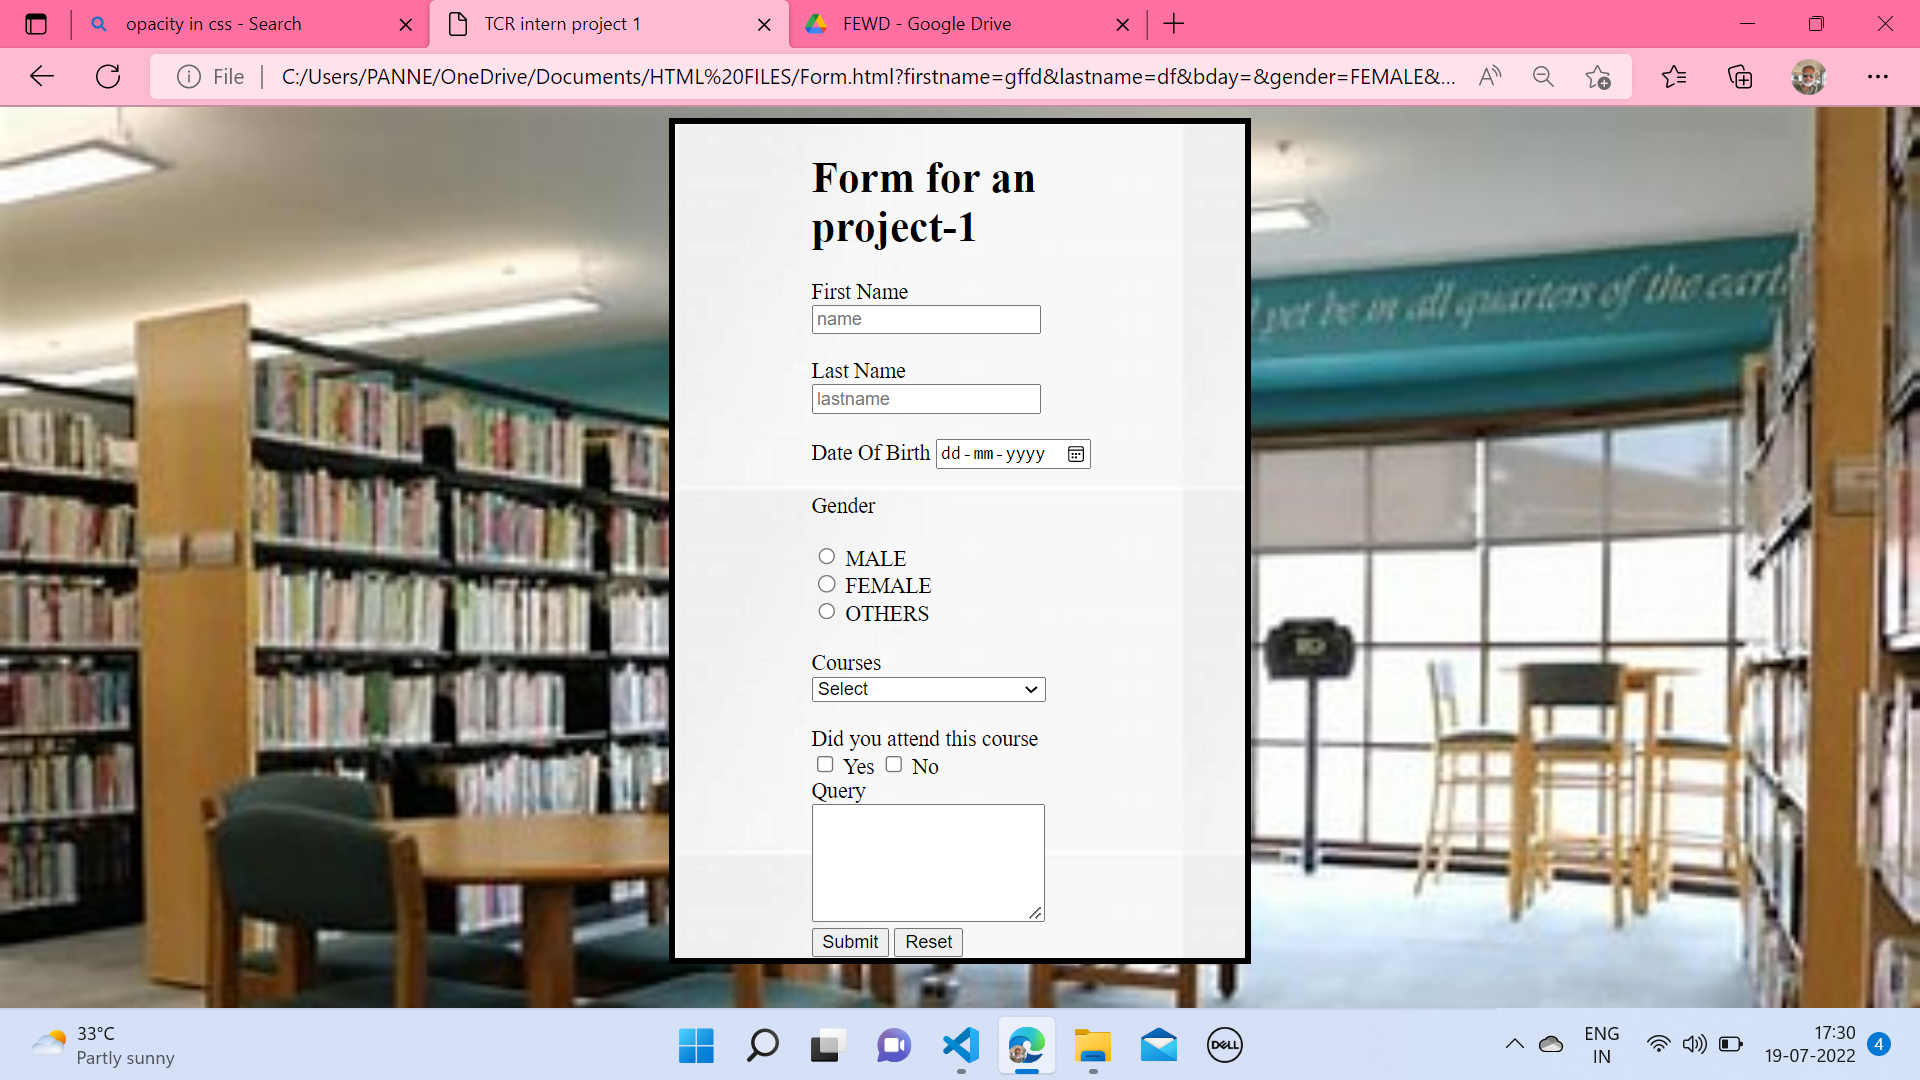 opacity in css - Search
TCR intern project 1
FEWD - Google Drive
File
C:/Users/PANNE/OneDrive/Documents/HTML%20FILES/Form.html?firstname=gffd&lastname=df&bday=&gender=FEMALE&...
Form for an
project-1
First Name
name
Last Name
lastname
Date Of Birth dd-mm-yyyy
Gender
MALE
FEMALE
OTHERS
Courses
Select
Did you attend this course
Yes No
Query
Submit Reset
yet be in all quarters of the earth
33°C
Partly sunny
DELL
ENG
IN
17:30
19-07-2022
4